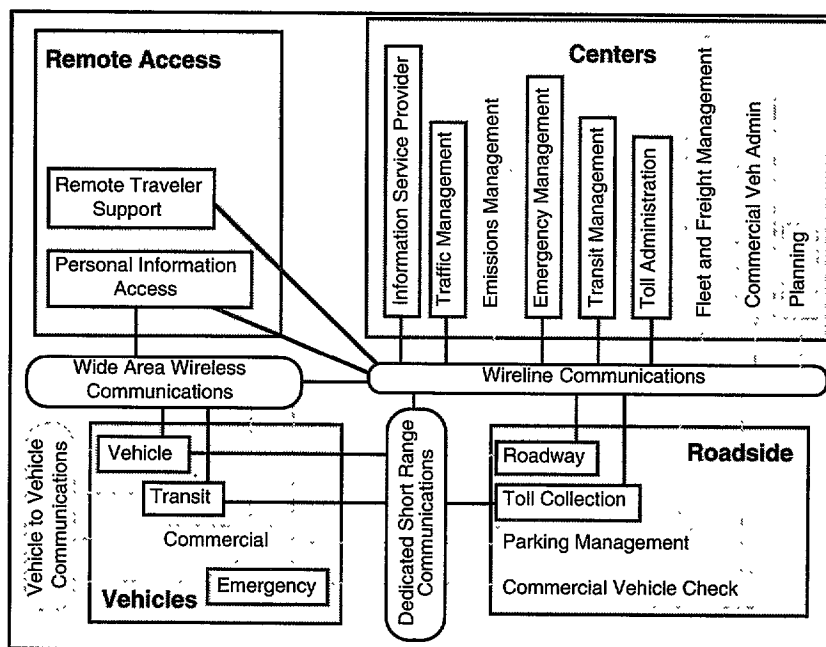 Remote Access
Remote Traveler
Support
Personal Information
Access
Centers
Information Service Provider
Traffic Management
Emissions Management
Emergency Management
Transit Management
Toll Administration
Fleet and Freight Management
Commercial Veh Admin
Planning
Wide Area Wireless
Communications
Wireline Communications
Vehicle to Vehicle
Communications
Vehicle
Transit
Commercial
Emergency
Vehicles
Dedicated Short Range
Communications
Roadway
Roadside
Toll Collection
Parking Management
Commercial Vehicle Check